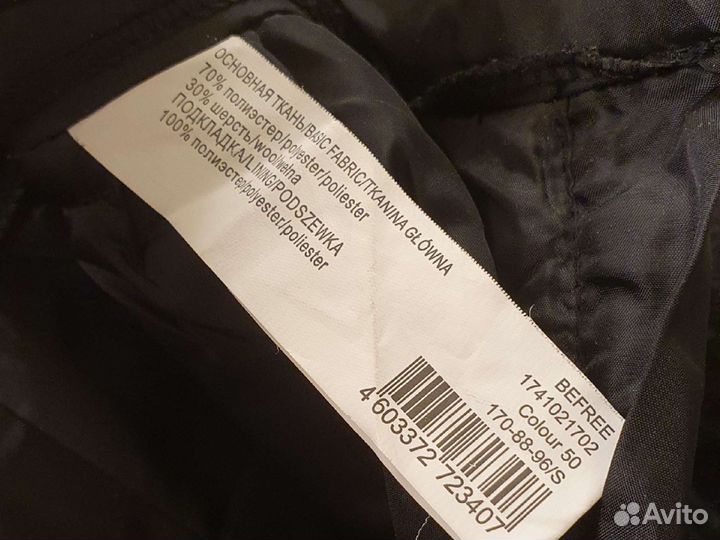 ОСНОВНАЯ ТКАНЬ/BASIC FABRIC/TKANINA GŁÓWNA
70% полиэстер/polyester/poliester
30% шерсть/wool/wełna
ПОДКЛАДКА/LINING/PODSZEWKA
100% полиэстер/polyester/poliester
BEFREE
1741021702
Colour 50
170-88-96/S
4 603372 723407
Avito